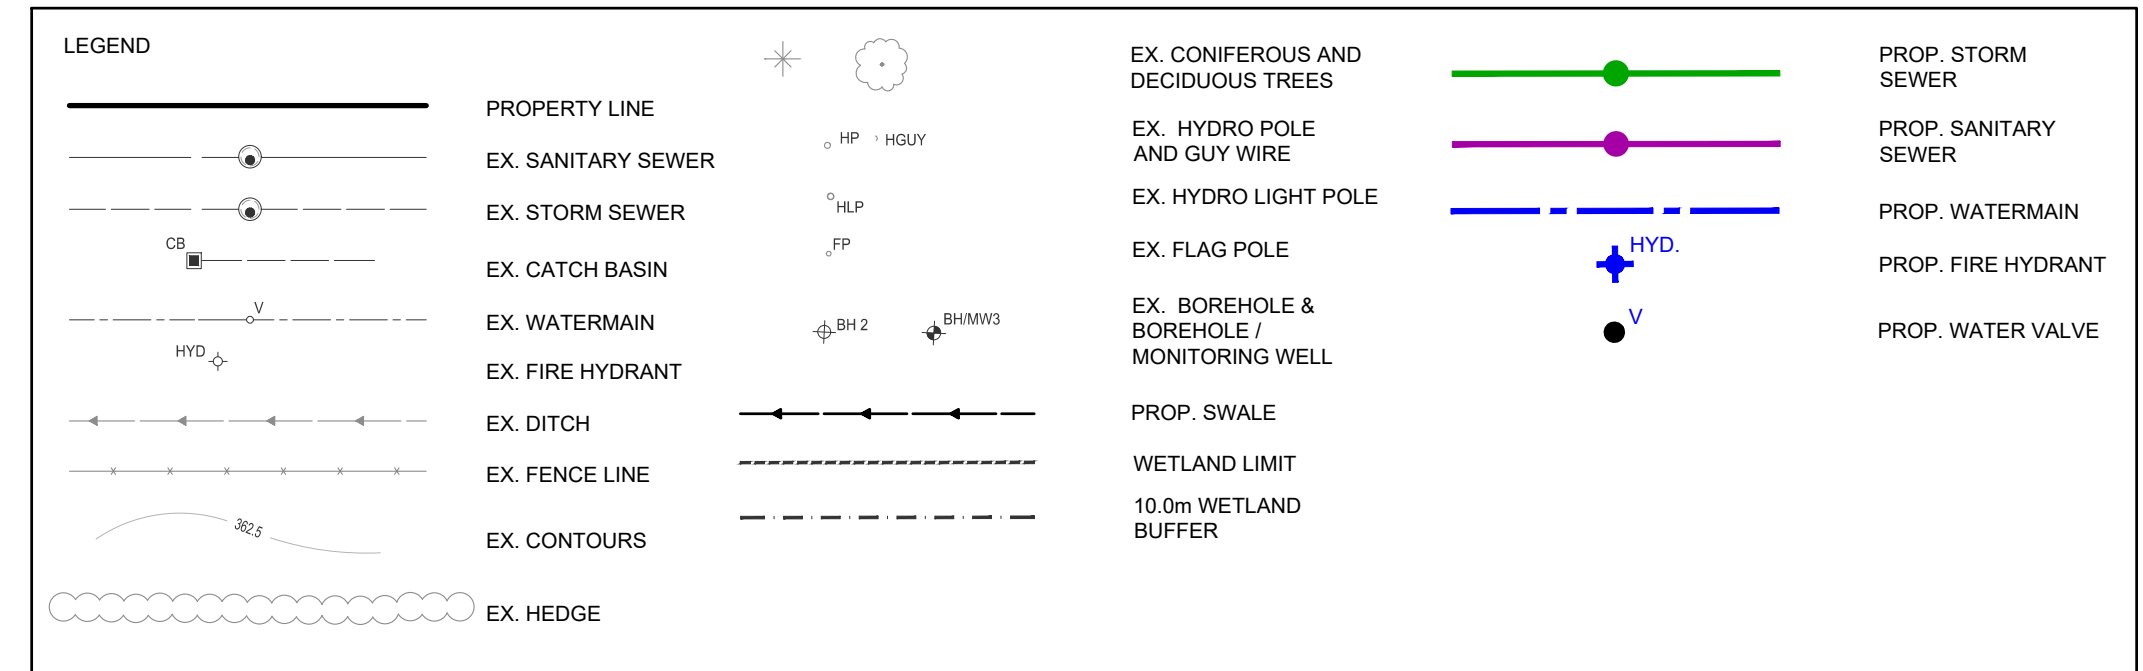 LEGEND
PROPERTY LINE
EX. SANITARY SEWER
EX. STORM SEWER
CB
EX. CATCH BASIN
V
EX. WATERMAIN
HYD
EX. FIRE HYDRANT
EX. DITCH
EX. FENCE LINE
362.5
EX. CONTOURS
EX. HEDGE
EX. CONIFEROUS AND
DECIDUOUS TREES
HP
HGUY
EX. HYDRO POLE
AND GUY WIRE
HLP
EX. HYDRO LIGHT POLE
FP
EX. FLAG POLE
BH 2
BH/MW3
EX. BOREHOLE &
BOREHOLE /
MONITORING WELL
PROP. SWALE
WETLAND LIMIT
10.0m WETLAND
BUFFER
PROP. STORM
SEWER
PROP. SANITARY
SEWER
PROP. WATERMAIN
HYD.
PROP. FIRE HYDRANT
V
PROP. WATER VALVE